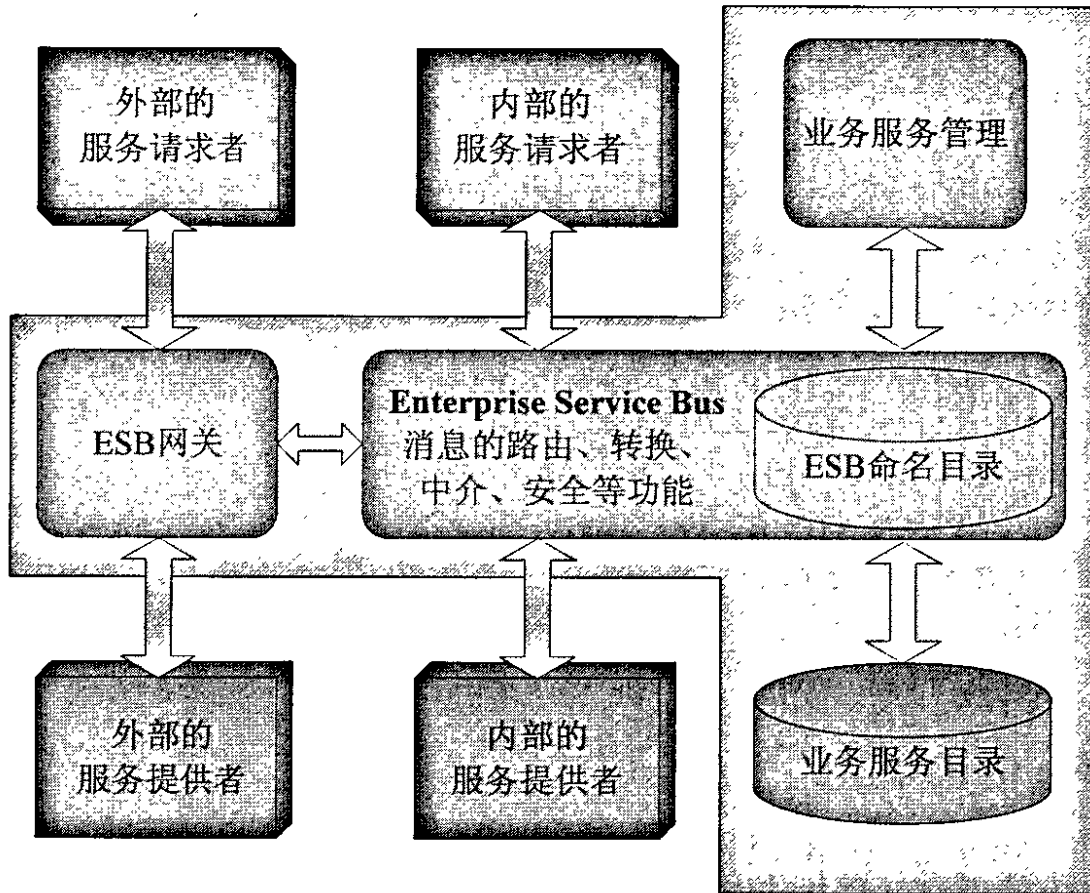 外部的
服务请求者
内部的
服务请求者
业务服务管理
ESB网关
Enterprise Service Bus
消息的路由、转换、
中介、安全等功能
ESB命名目录
外部的
服务提供者
内部的
服务提供者
业务服务目录